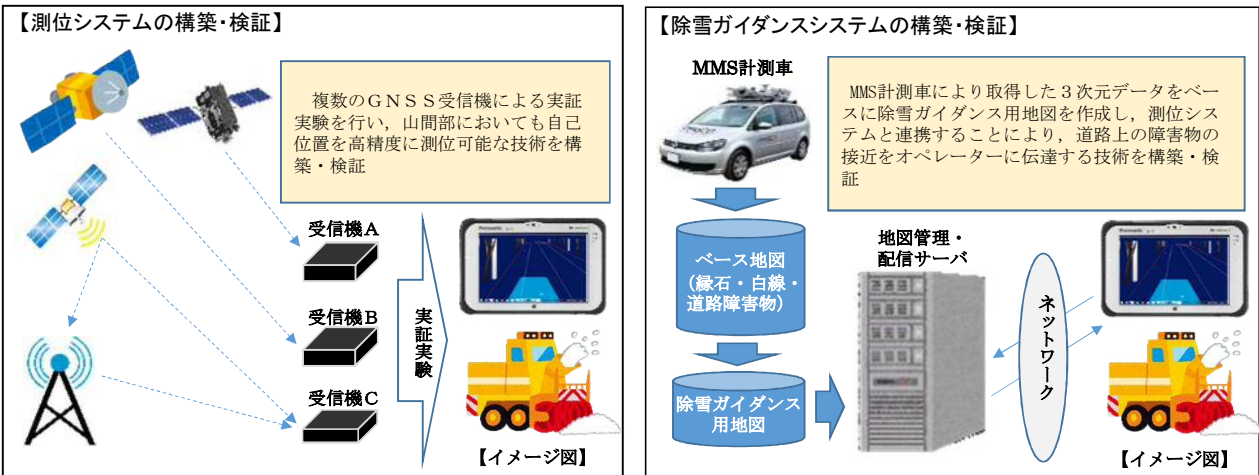 【測位システムの構築・検証】
複数のGNSS受信機による実証
実験を行い，山間部においても自己
位置を高精度に測位可能な技術を構
築・検証
受信機A
受信機B
受信機C
実証実験
【イメージ図】
【除雪ガイダンスシステムの構築・検証】
MMS計測車
MMS計測車により取得した３次元データをベー
スに除雪ガイダンス用地図を作成し，測位シス
テムと連携することにより，道路上の障害物の
接近をオペレーターに伝達する技術を構築・検
証
ベース地図
（縁石・白線・
道路障害物）
除雪ガイダンス
用地図
地図管理・
配信サーバ
ネットワーク
【イメージ図】